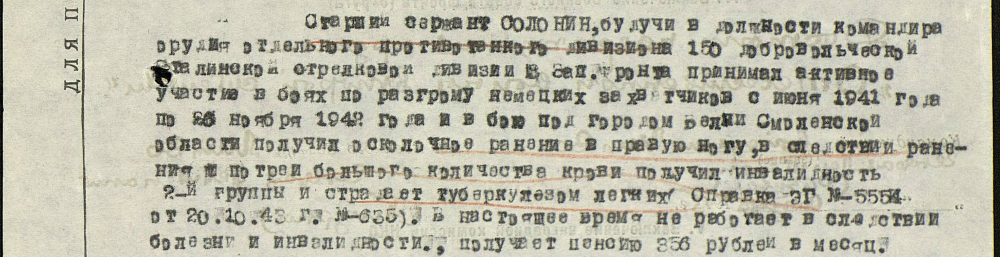 ДЛЯ П
Старший сержант СОЛОНИН,будучи в должности командира
орудия отдельного противотанкого дивизиона 150 добровольческой
Сталинской стрелковой дивизии В Зап.фронта принимал активное
участие в боях по разгрому немецких захватчиков с июня 1941 года
по 26 ноября 1942 года и в бою под городом Велий Смоленской
области получил осколочное ранение в правую ногу,в следствии ране-
ния и потреи большого количества крови получил инвалидность
2-й группы и страдает туберкулезом легких( Справка ЭГ №-5554
от 20.10.43 г. №-635). В настоящее время не работает в следствии
болезни и инвалидности., получает пенсию 356 рублей в месяц.